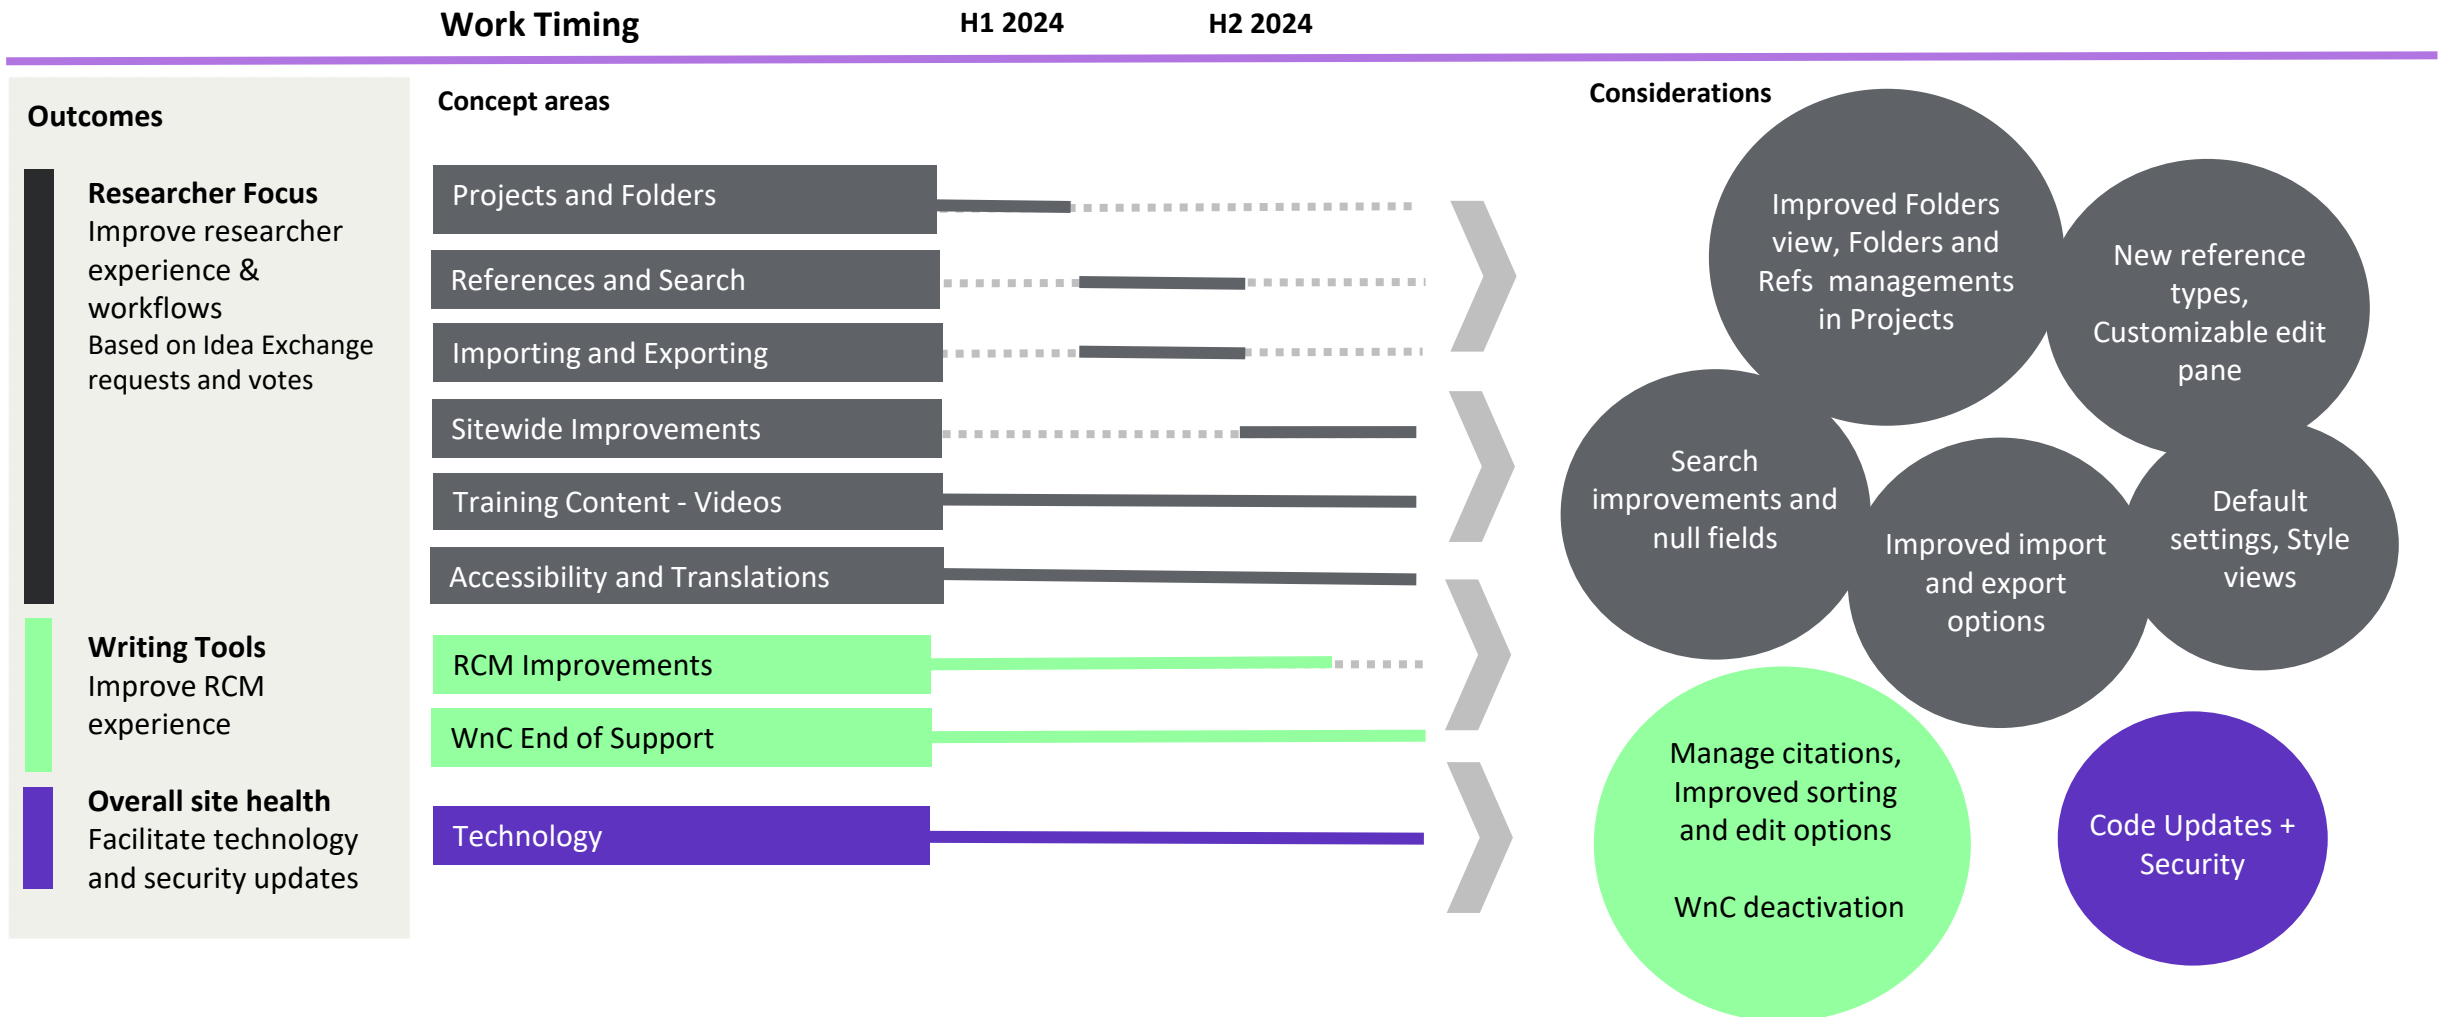 Work Timing
H1 2024
H2 2024
Outcomes
Researcher Focus
Improve researcher
experience &
workflows
Based on Idea Exchange
requests and votes
Writing Tools
Improve RCM
experience
Overall site health
Facilitate technology
and security updates
Concept areas
Projects and Folders
References and Search
Importing and Exporting
Sitewide Improvements
Training Content - Videos
Accessibility and Translations
RCM Improvements
WnC End of Support
Technology
Considerations
Improved Folders
view, Folders and
Refs  managements
in Projects
New reference
types,
Customizable edit
pane
Search
improvements and
null fields
Improved import
and export
options
Default
settings, Style
views
Manage citations,
Improved sorting
and edit options
WnC deactivation
Code Updates +
Security